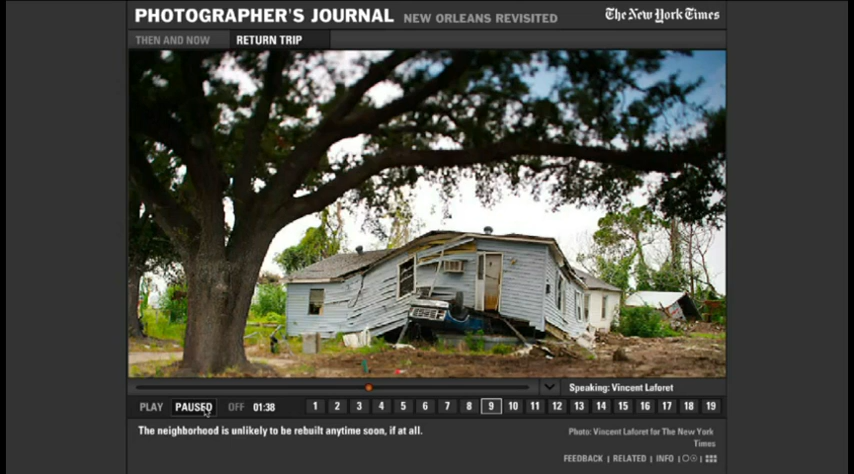 PHOTOGRAPHER'S JOURNAL NEW ORLEANS REVISITED The New York Times
THEN AND NOW RETURN TRIP
Speaking: Vincent Laforet
PLAY PAUSED OFF 01:38 1 2 3 4 5 6 7 8 9 10 11 12 13 14 15 16 17 18 19
The neighborhood is unlikely to be rebuilt anytime soon, if at all.
Photo: Vincent Laforet for The New York
Times
FEEDBACK | RELATED | INFO |